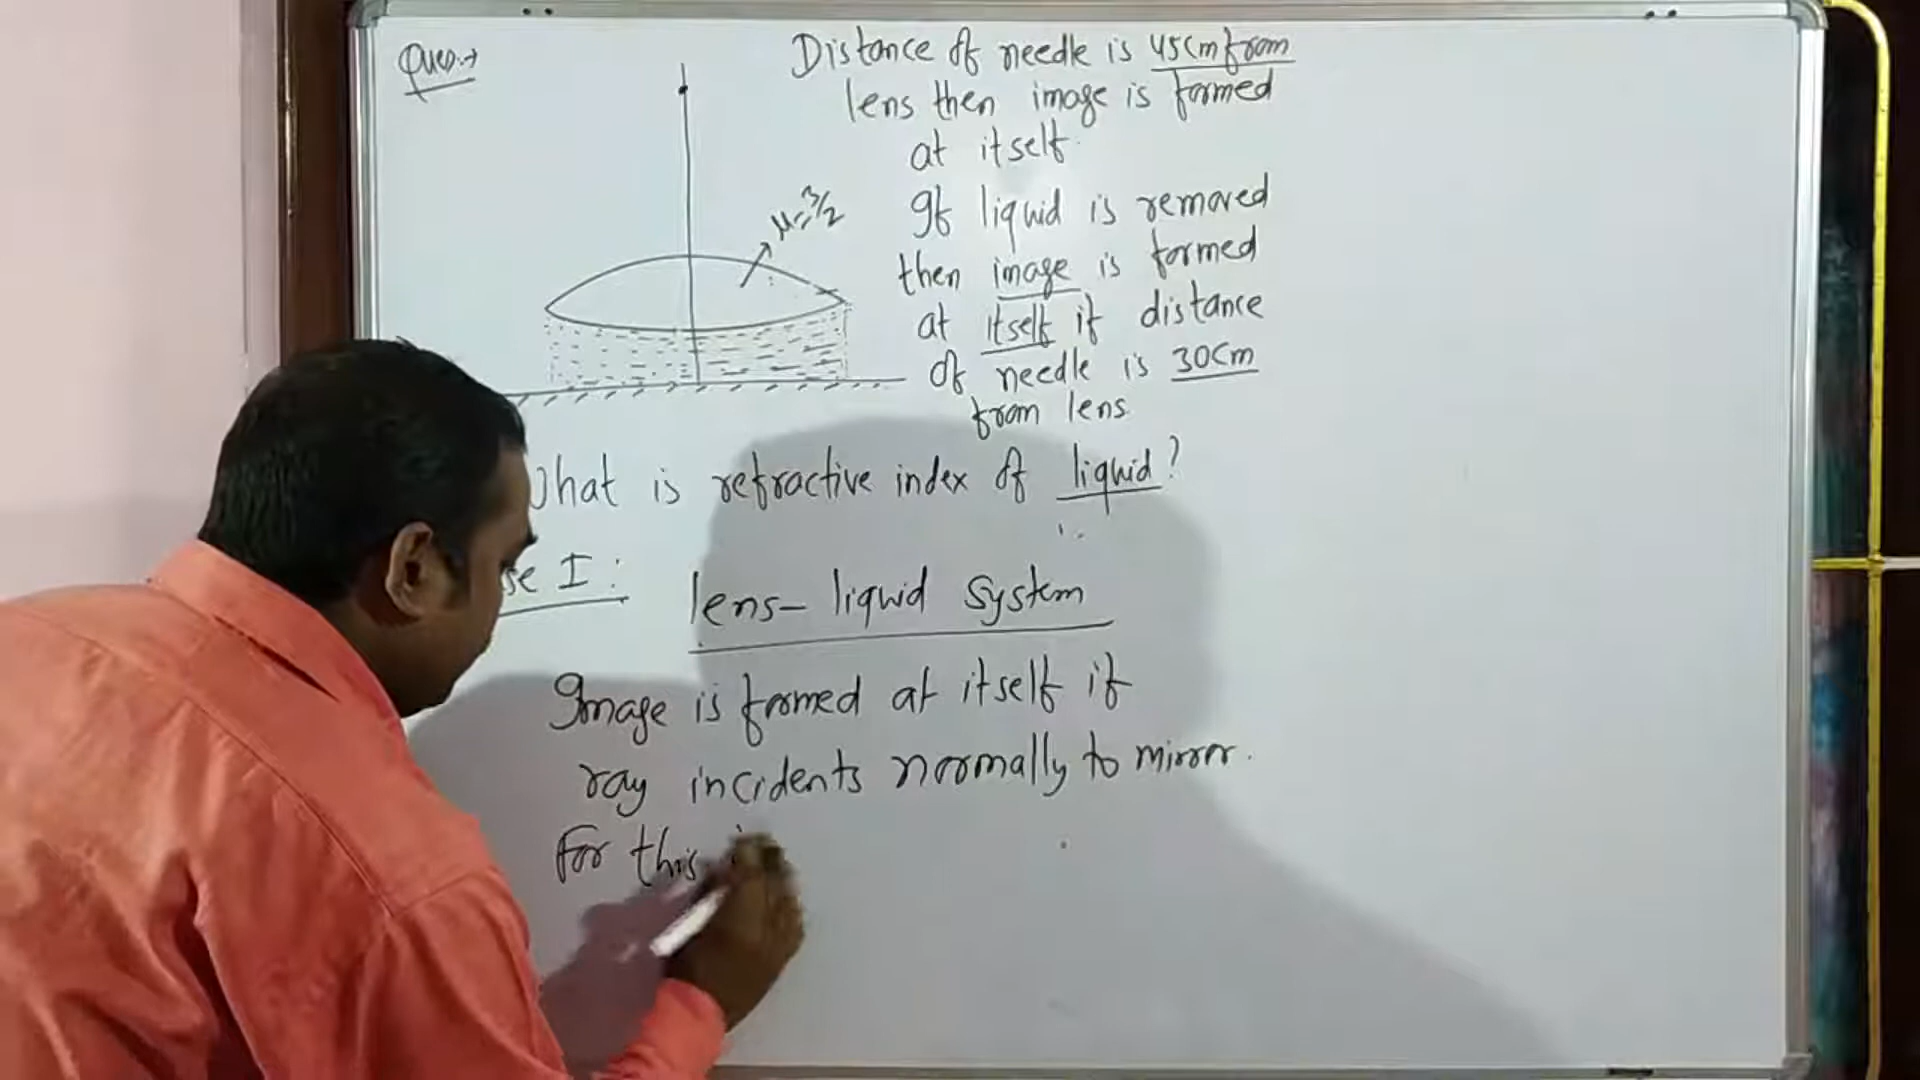 Ques:→
Distance of needle is 45cm from
lens then image is formed
at itself.
μ=3/2
If liquid is removed
then image is formed
at itself if distance
of needle is 30cm
from lens.
What is refractive index of liquid?
se I:
lens- liquid system
Image is formed at itself if
ray incidents normally to mirror.
For this